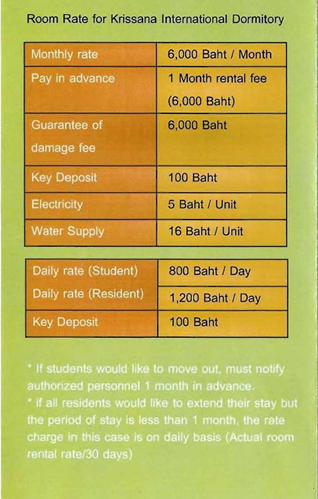 Room Rate for Krissana International Dormitory
Monthly rate 6,000 Baht / Month
Pay in advance 1 Month rental fee
(6,000 Baht)
Guarantee of 6,000 Baht
damage fee
Key Deposit 100 Baht
Electricity 5 Baht / Unit
Water Supply 16 Baht / Unit
Daily rate (Student) 800 Baht / Day
Daily rate (Resident) 1,200 Baht / Day
Key Deposit 100 Baht
* If students would like to move out, must notify
authorized personnel 1 month in advance.
* if all residents would like to extend their stay but
the period of stay is less than 1 month, the rate
charge in this case is on daily basis (Actual room
rental rate/30 days)